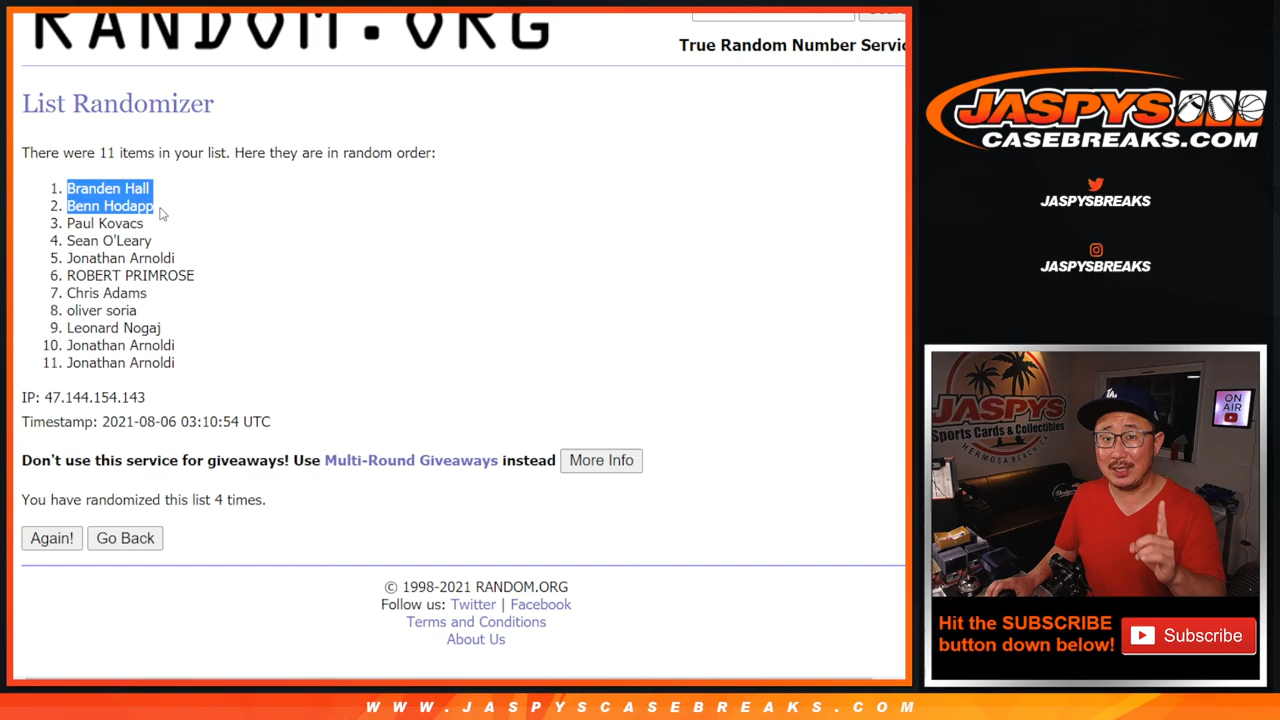 RANDOM.ORG
True Random Number Servic
List Randomizer
There were 11 items in your list. Here they are in random order:
1. Branden Hall
2. Benn Hodapp
3. Paul Kovacs
4. Sean O'Leary
5. Jonathan Arnoldi
6. ROBERT PRIMROSE
7. Chris Adams
8. oliver soria
9. Leonard Nogaj
10. Jonathan Arnoldi
11. Jonathan Arnoldi
IP: 47.144.154.143
Timestamp: 2021-08-06 03:10:54 UTC
Don't use this service for giveaways! Use Multi-Round Giveaways instead More Info
You have randomized this list 4 times.
Again! Go Back
© 1998-2021 RANDOM.ORG
Follow us: Twitter | Facebook
Terms and Conditions
About Us
JASPYS
CASEBREAKS.COM
JASPYSBREAKS
JASPYSBREAKS
JASPYS
Sports Cards & Collectibles
HERMOSA BEACH
ON
AIR
LA
Dodgers
Hit the SUBSCRIBE
button down below!
Subscribe
WWW.JASPYSCASEBREAKS.COM